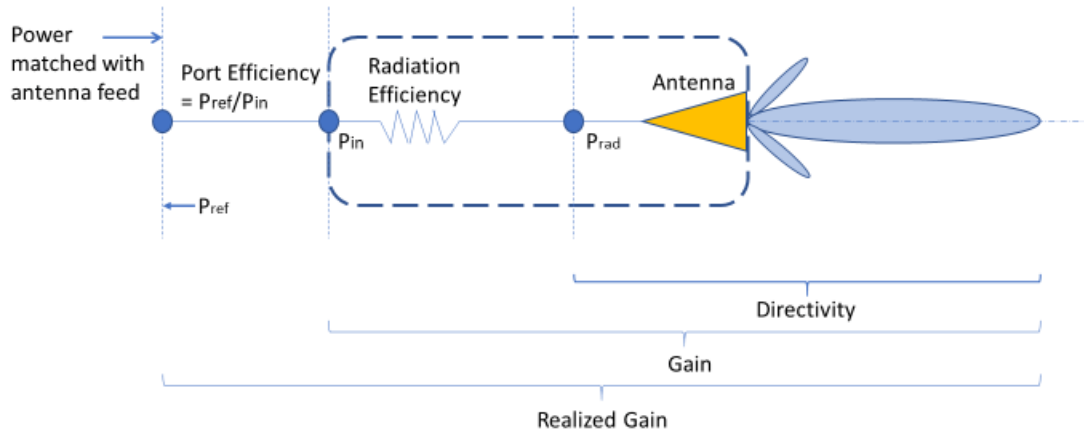 Power
matched with
antenna feed
Port Efficiency
= Pref/Pin
Radiation
Efficiency
Antenna
Pin
Prad
Pref
Directivity
Gain
Realized Gain